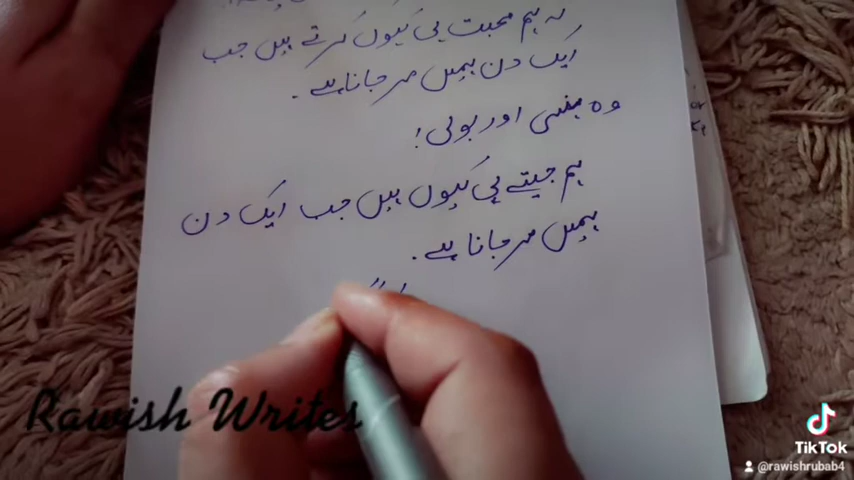 کہ ہم محبت ہی کیوں کرتے ہیں جب
ایک دن ہمیں مر جانا ہے۔
وہ ہنسی اور بولی!
ہم جیتے ہی کیوں ہیں جب ایک دن
ہمیں مر جانا ہے۔
Rawish Writes
TikTok
@rawishrubab4